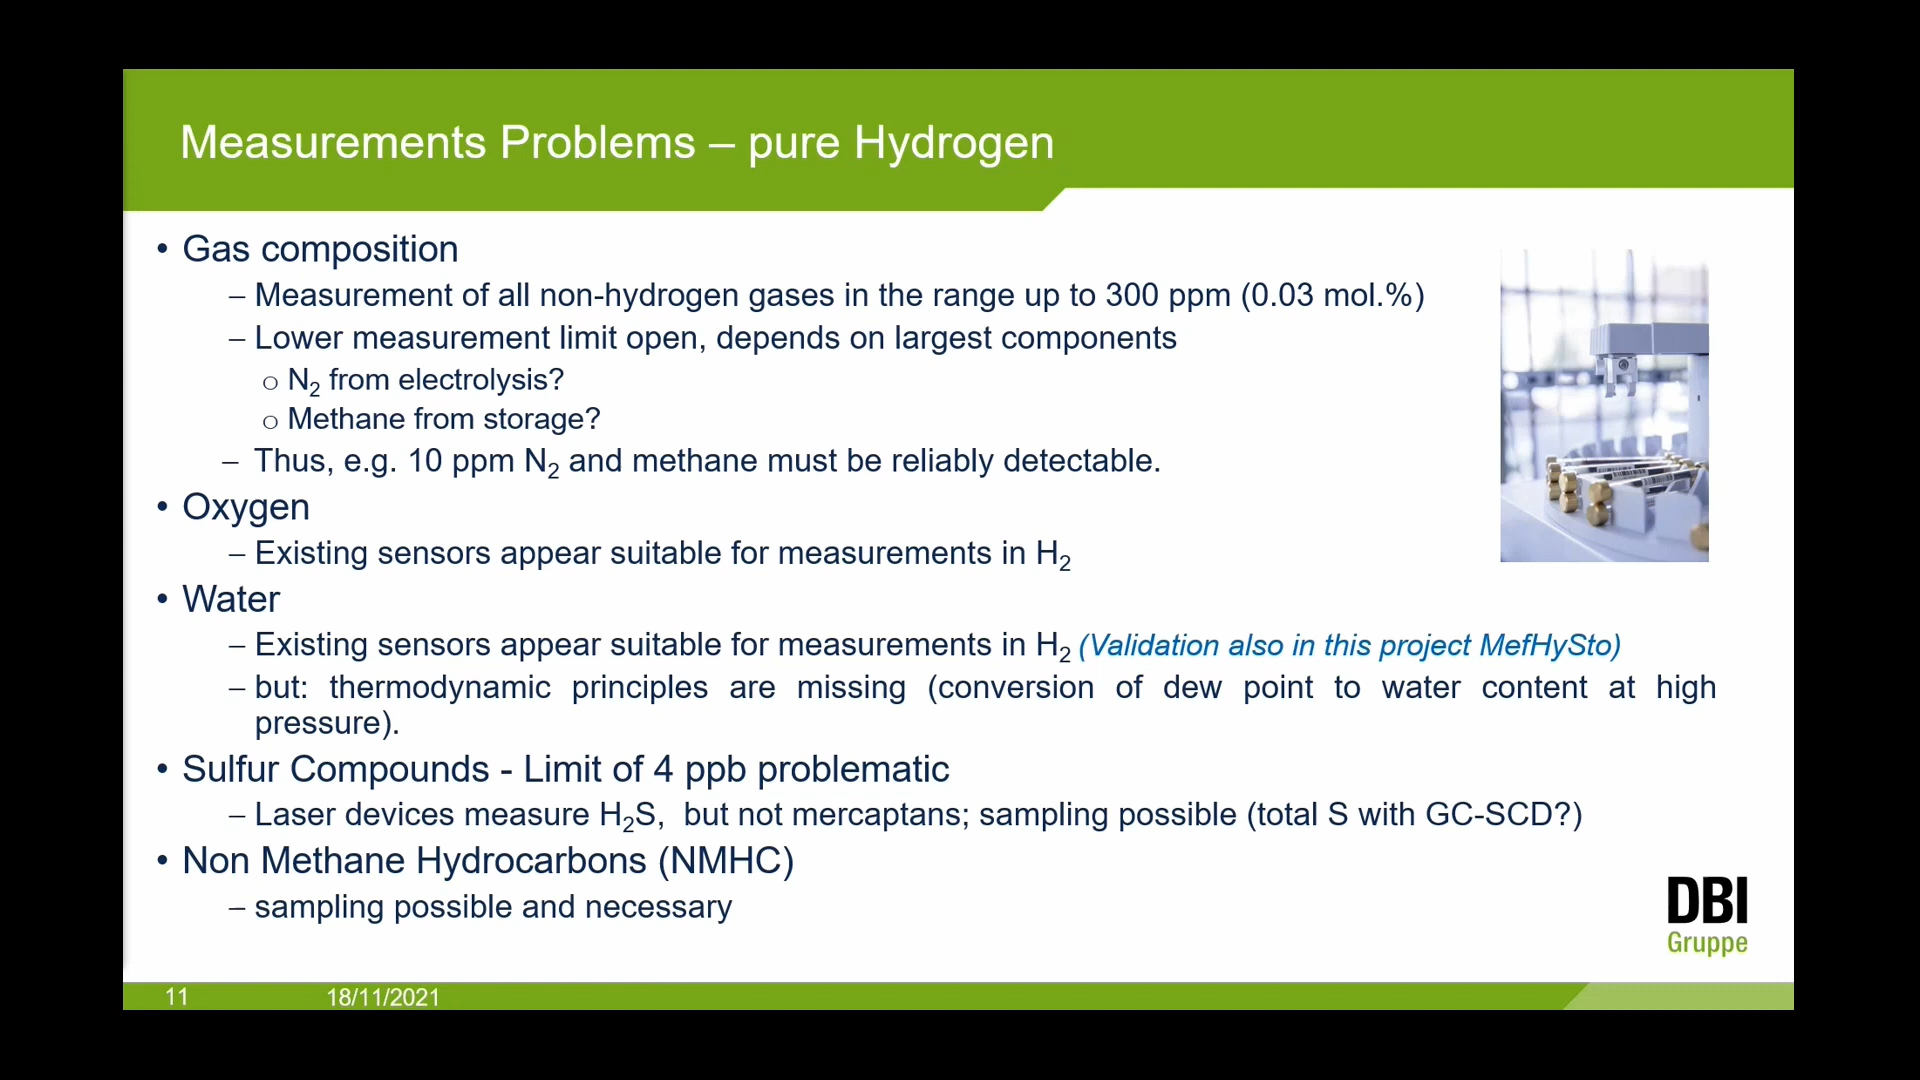 Measurements Problems – pure Hydrogen
• Gas composition
– Measurement of all non-hydrogen gases in the range up to 300 ppm (0.03 mol.%)
– Lower measurement limit open, depends on largest components
o N2 from electrolysis?
o Methane from storage?
– Thus, e.g. 10 ppm N2 and methane must be reliably detectable.
• Oxygen
– Existing sensors appear suitable for measurements in H2
• Water
– Existing sensors appear suitable for measurements in H2 (Validation also in this project MefHySto)
– but: thermodynamic principles are missing (conversion of dew point to water content at high
pressure).
• Sulfur Compounds - Limit of 4 ppb problematic
– Laser devices measure H2S, but not mercaptans; sampling possible (total S with GC-SCD?)
• Non Methane Hydrocarbons (NMHC)
– sampling possible and necessary
DBI
Gruppe
11 18/11/2021